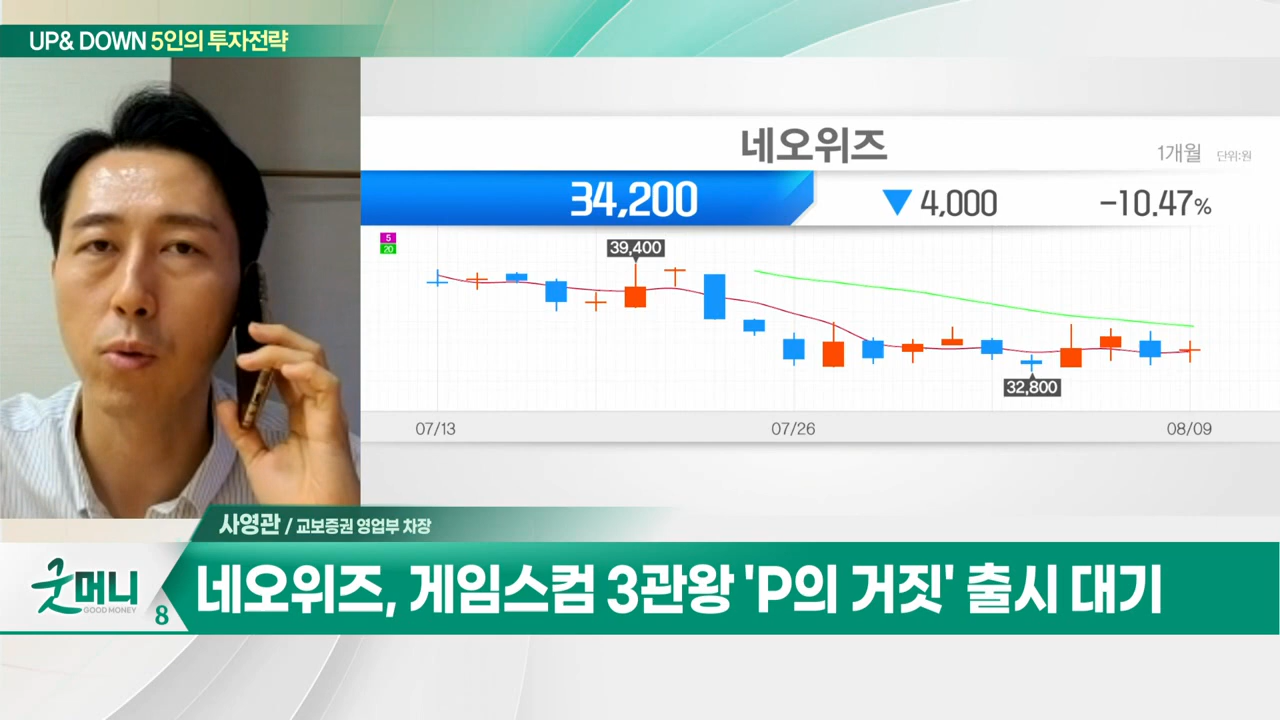 UP& DOWN 5인의 투자전략
네오위즈
1개월 단위:원
34,200 ▼ 4,000 -10.47%
5
20
39,400
32,800
07/13 07/26 08/09
사영관 / 교보증권 영업부 차장
굿머니
GOOD MONEY
8
네오위즈, 게임스컴 3관왕 'P의 거짓' 출시 대기